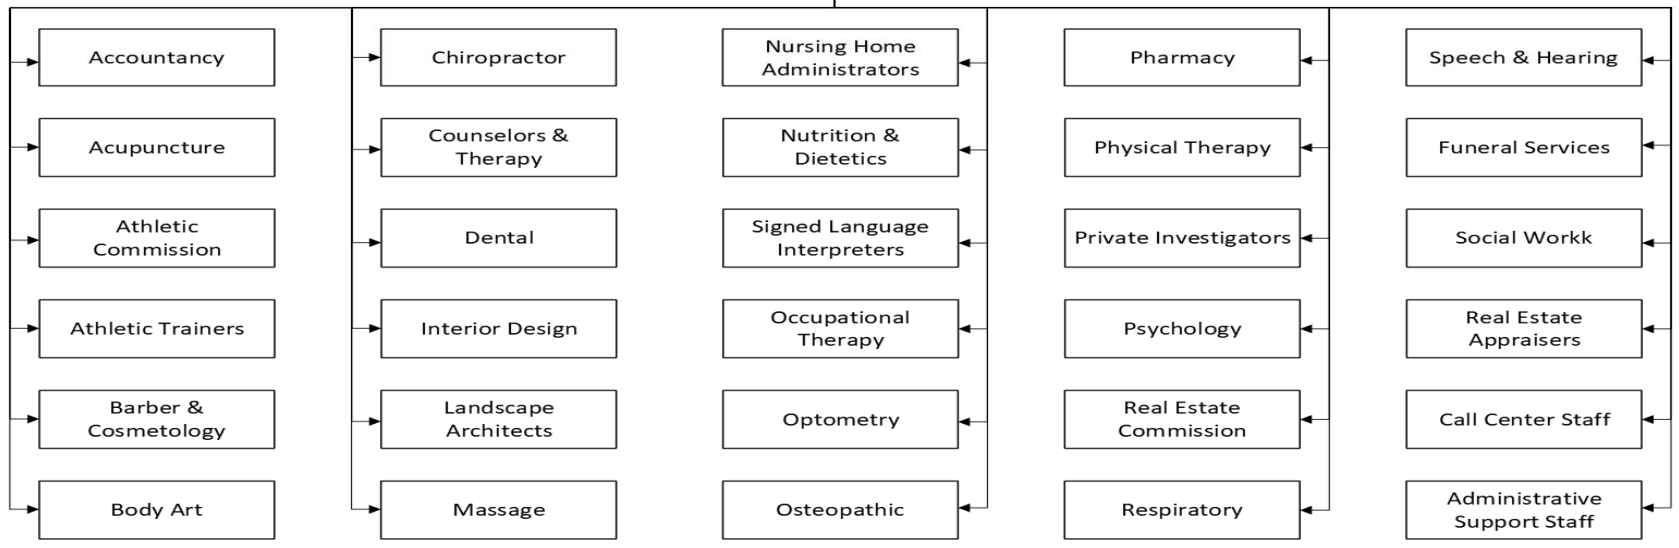 Accountancy
Acupuncture
Athletic
Commission
Athletic Trainers
Barber &
Cosmetology
Body Art
Chiropractor
Counselors &
Therapy
Dental
Interior Design
Landscape
Architects
Massage
Nursing Home
Administrators
Nutrition &
Dietetics
Signed Language
Interpreters
Occupational
Therapy
Optometry
Osteopathic
Pharmacy
Physical Therapy
Private Investigators
Psychology
Real Estate
Commission
Respiratory
Speech & Hearing
Funeral Services
Social Workk
Real Estate
Appraisers
Call Center Staff
Administrative
Support Staff